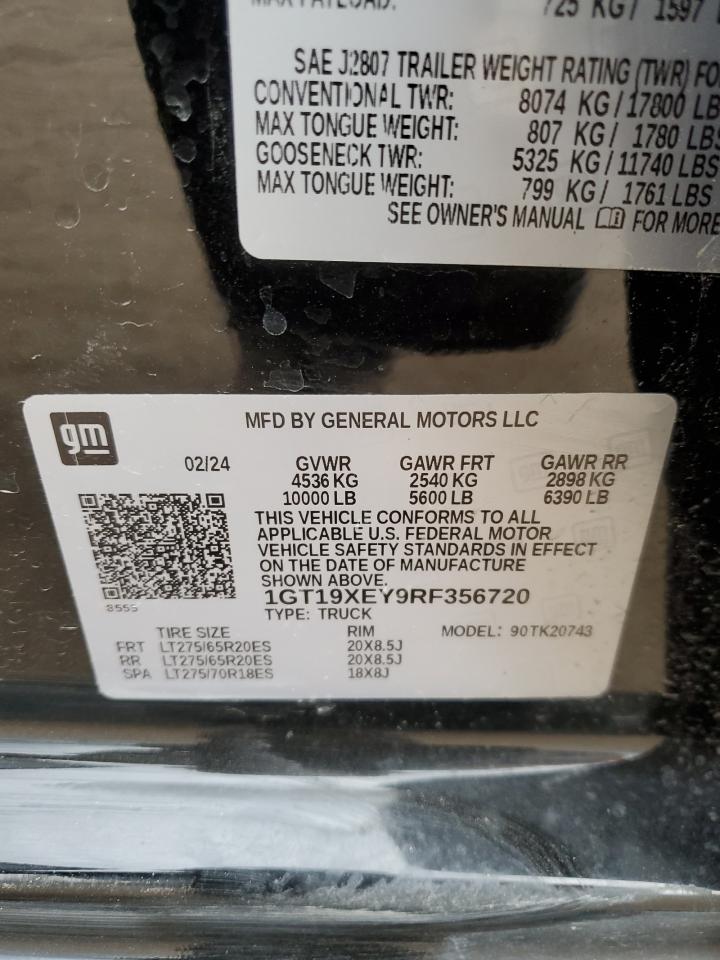 MAX PAYLOAD: 725 KG / 1597
SAE J2807 TRAILER WEIGHT RATING (TWR) FO
CONVENTIONAL TWR: 8074 KG / 17800 LB
MAX TONGUE WEIGHT: 807 KG / 1780 LBS
GOOSENECK TWR: 5325 KG / 11740 LBS
MAX TONGUE WEIGHT: 799 KG / 1761 LBS
SEE OWNER'S MANUAL FOR MORE
gm
MFD BY GENERAL MOTORS LLC
02/24 GVWR GAWR FRT GAWR RR
4536 KG 2540 KG 2898 KG
10000 LB 5600 LB 6390 LB
THIS VEHICLE CONFORMS TO ALL
APPLICABLE U.S. FEDERAL MOTOR
VEHICLE SAFETY STANDARDS IN EFFECT
ON THE DATE OF MANUFACTURE
SHOWN ABOVE.
8555
1GT19XEY9RF356720
TYPE: TRUCK
TIRE SIZE RIM MODEL: 90TK20743
FRT LT275/65R20ES 20X8.5J
RR LT275/65R20ES 20X8.5J
SPA LT275/70R18ES 18X8J